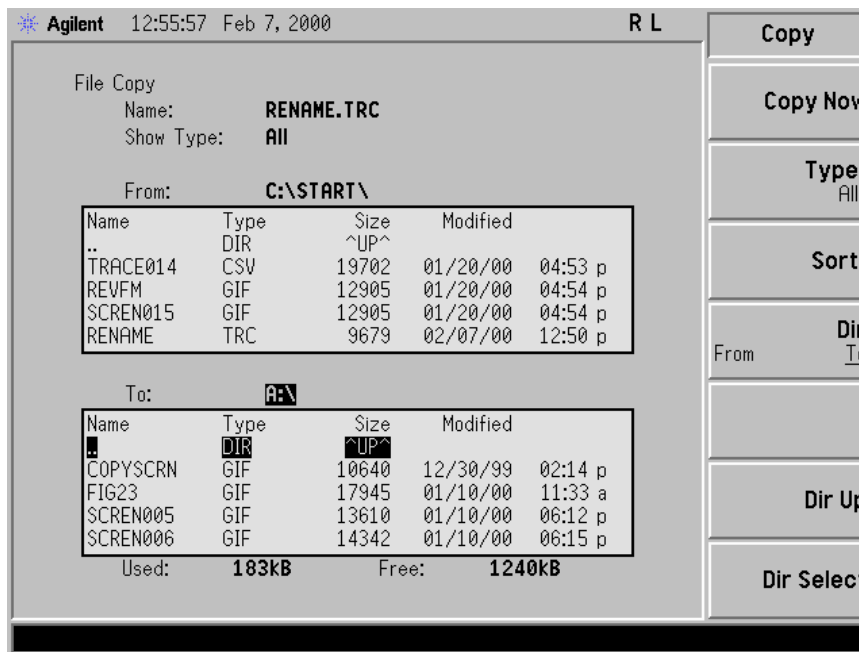 Agilent 12:55:57 Feb 7, 2000 R L
File Copy
Name: RENAME.TRC
Show Type: All
From: C:\START\
Name Type Size Modified
.. DIR ^UP^
TRACE014 CSV 19702 01/20/00 04:53 p
REVFM GIF 12905 01/20/00 04:54 p
SCREN015 GIF 12905 01/20/00 04:54 p
RENAME TRC 9679 02/07/00 12:50 p
To: A:\
Name Type Size Modified
.. DIR ^UP^
COPYSCRN GIF 10640 12/30/99 02:14 p
FIG23 GIF 17945 01/10/00 11:33 a
SCREN005 GIF 13610 01/10/00 06:12 p
SCREN006 GIF 14342 01/10/00 06:15 p
Used: 183kB Free: 1240kB
Copy
Copy Now
Type
All
Sort
Dir
From To
Dir Up
Dir Select